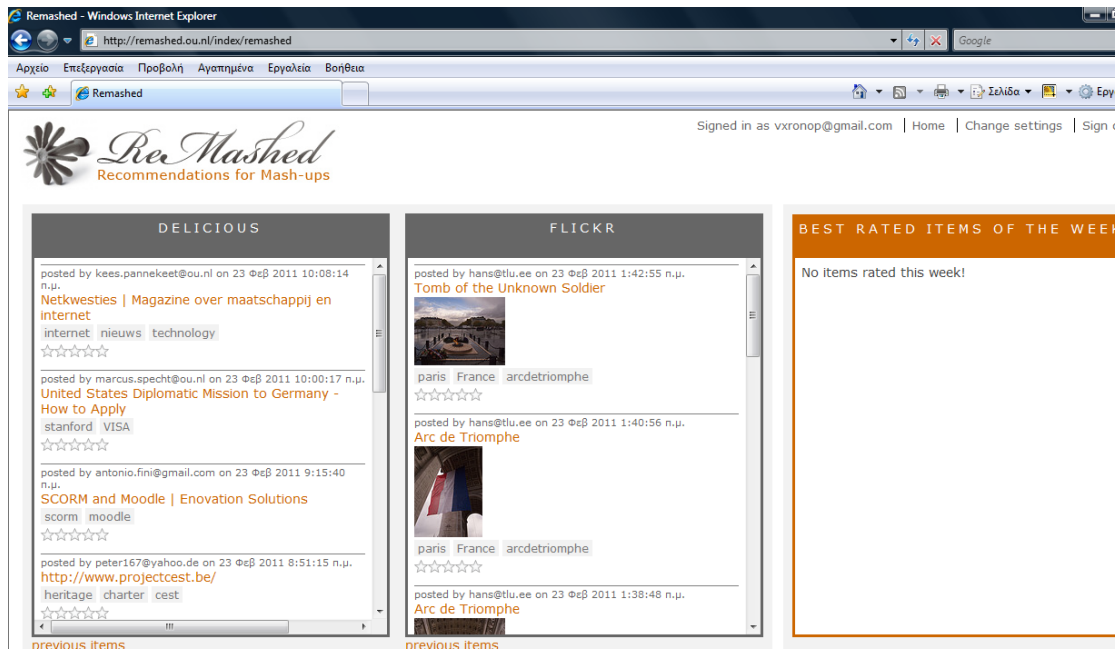 Remashed - Windows Internet Explorer
http://remashed.ou.nl/index/remashed
Google
Αρχείο Επεξεργασία Προβολή Αγαπημένα Εργαλεία Βοήθεια
Remashed
Σελίδα
Signed in as vxronop@gmail.com | Home | Change settings | Sign
ReMashed
Recommendations for Mash-ups
DELICIOUS
posted by kees.pannekeet@ou.nl on 23 Φεβ 2011 10:08:14
π.μ.
Netkwesties | Magazine over maatschappij en
internet
internet nieuws technology
posted by marcus.specht@ou.nl on 23 Φεβ 2011 10:00:17 π.μ.
United States Diplomatic Mission to Germany -
How to Apply
stanford VISA
posted by antonio.fini@gmail.com on 23 Φεβ 2011 9:15:40
π.μ.
SCORM and Moodle | Enovation Solutions
scorm moodle
posted by peter167@yahoo.de on 23 Φεβ 2011 8:51:15 π.μ.
http://www.projectcest.be/
heritage charter cest
previous items
FLICKR
posted by hans@tlu.ee on 23 Φεβ 2011 1:42:55 π.μ.
Tomb of the Unknown Soldier
paris France arcdetriomphe
posted by hans@tlu.ee on 23 Φεβ 2011 1:40:56 π.μ.
Arc de Triomphe
paris France arcdetriomphe
posted by hans@tlu.ee on 23 Φεβ 2011 1:38:48 π.μ.
Arc de Triomphe
previous items
BEST RATED ITEMS OF THE WEEK
No items rated this week!